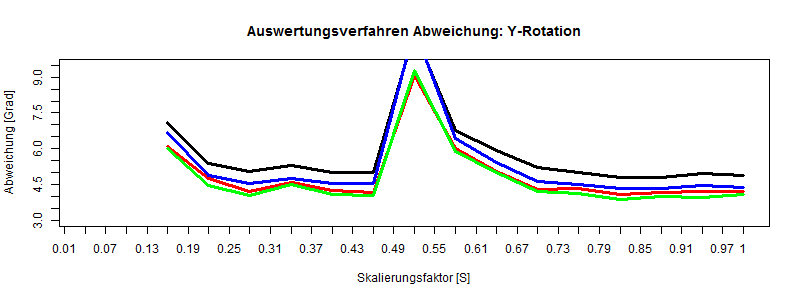 Auswertungsverfahren Abweichung: Y-Rotation
Abweichung [Grad]
9.0
7.5
6.0
4.5
3.0
0.01 0.07 0.13 0.19 0.25 0.31 0.37 0.43 0.49 0.55 0.61 0.67 0.73 0.79 0.85 0.91 0.97 1
Skalierungsfaktor [S]